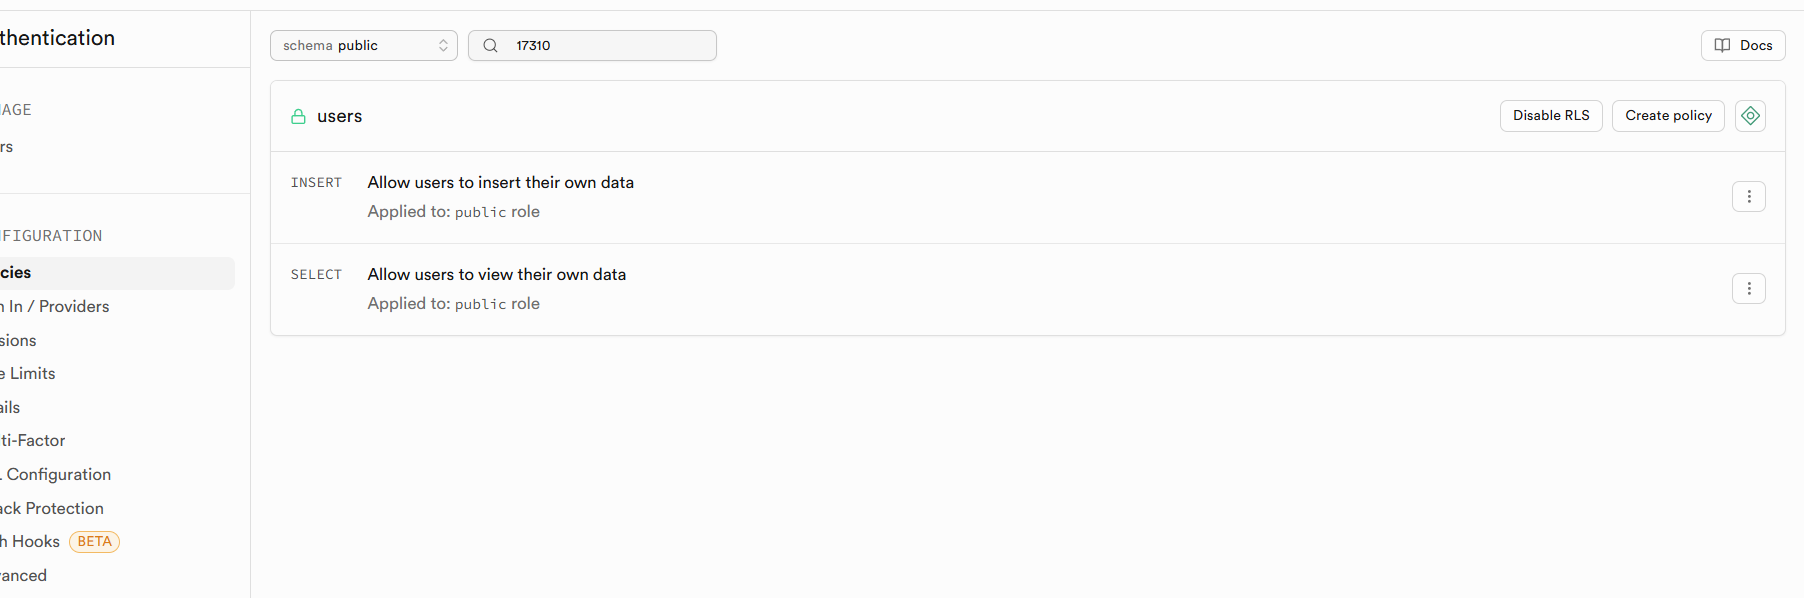 thentication
AGE
rs
FIGURATION
cies
n In / Providers
sions
e Limits
ails
ti-Factor
. Configuration
ack Protection
h Hooks BETA
vanced
schema public
17310
Docs
users
Disable RLS
Create policy
INSERT Allow users to insert their own data
Applied to: public role
SELECT Allow users to view their own data
Applied to: public role